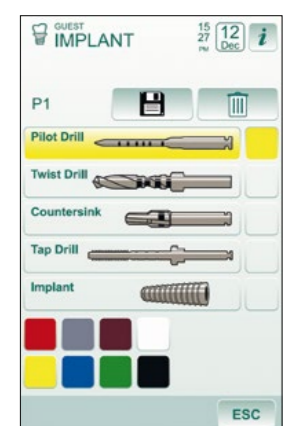 GUEST
IMPLANT
15
27
PM
12
Dec
i
P1
Pilot Drill
Twist Drill
Countersink
Tap Drill
Implant
ESC